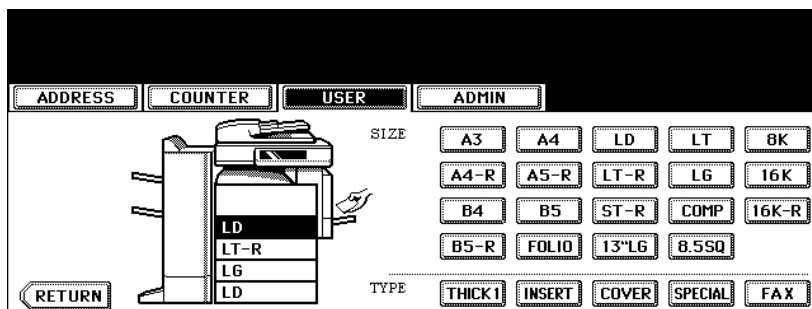 ADDRESS COUNTER USER ADMIN
SIZE A3 A4 LD LT 8K
A4-R A5-R LT-R LG 16K
B4 B5 ST-R COMP 16K-R
LD
B5-R FOLIO 13"LG 8.5SQ
LT-R
LG
RETURN LD TYPE THICK1 INSERT COVER SPECIAL FAX